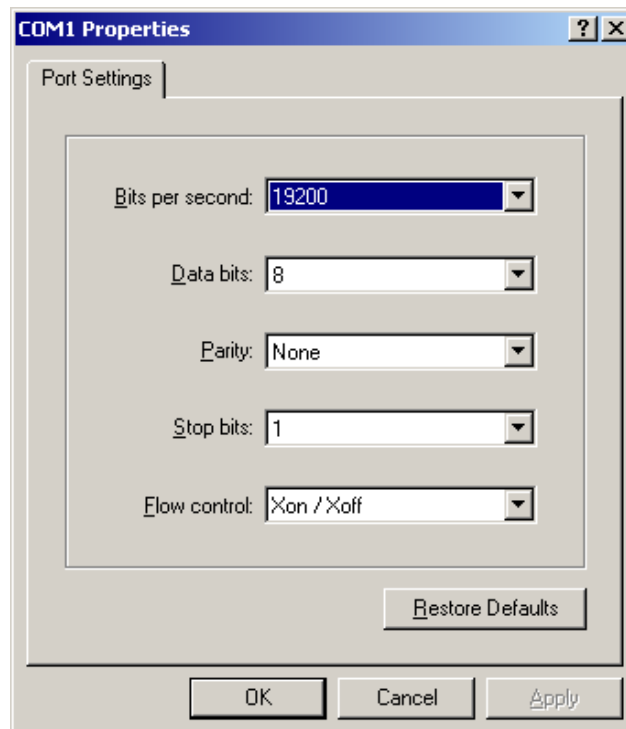 COM1 Properties
Port Settings
Bits per second: 19200
Data bits: 8
Parity: None
Stop bits: 1
Flow control: Xon / Xoff
Restore Defaults
OK Cancel Apply